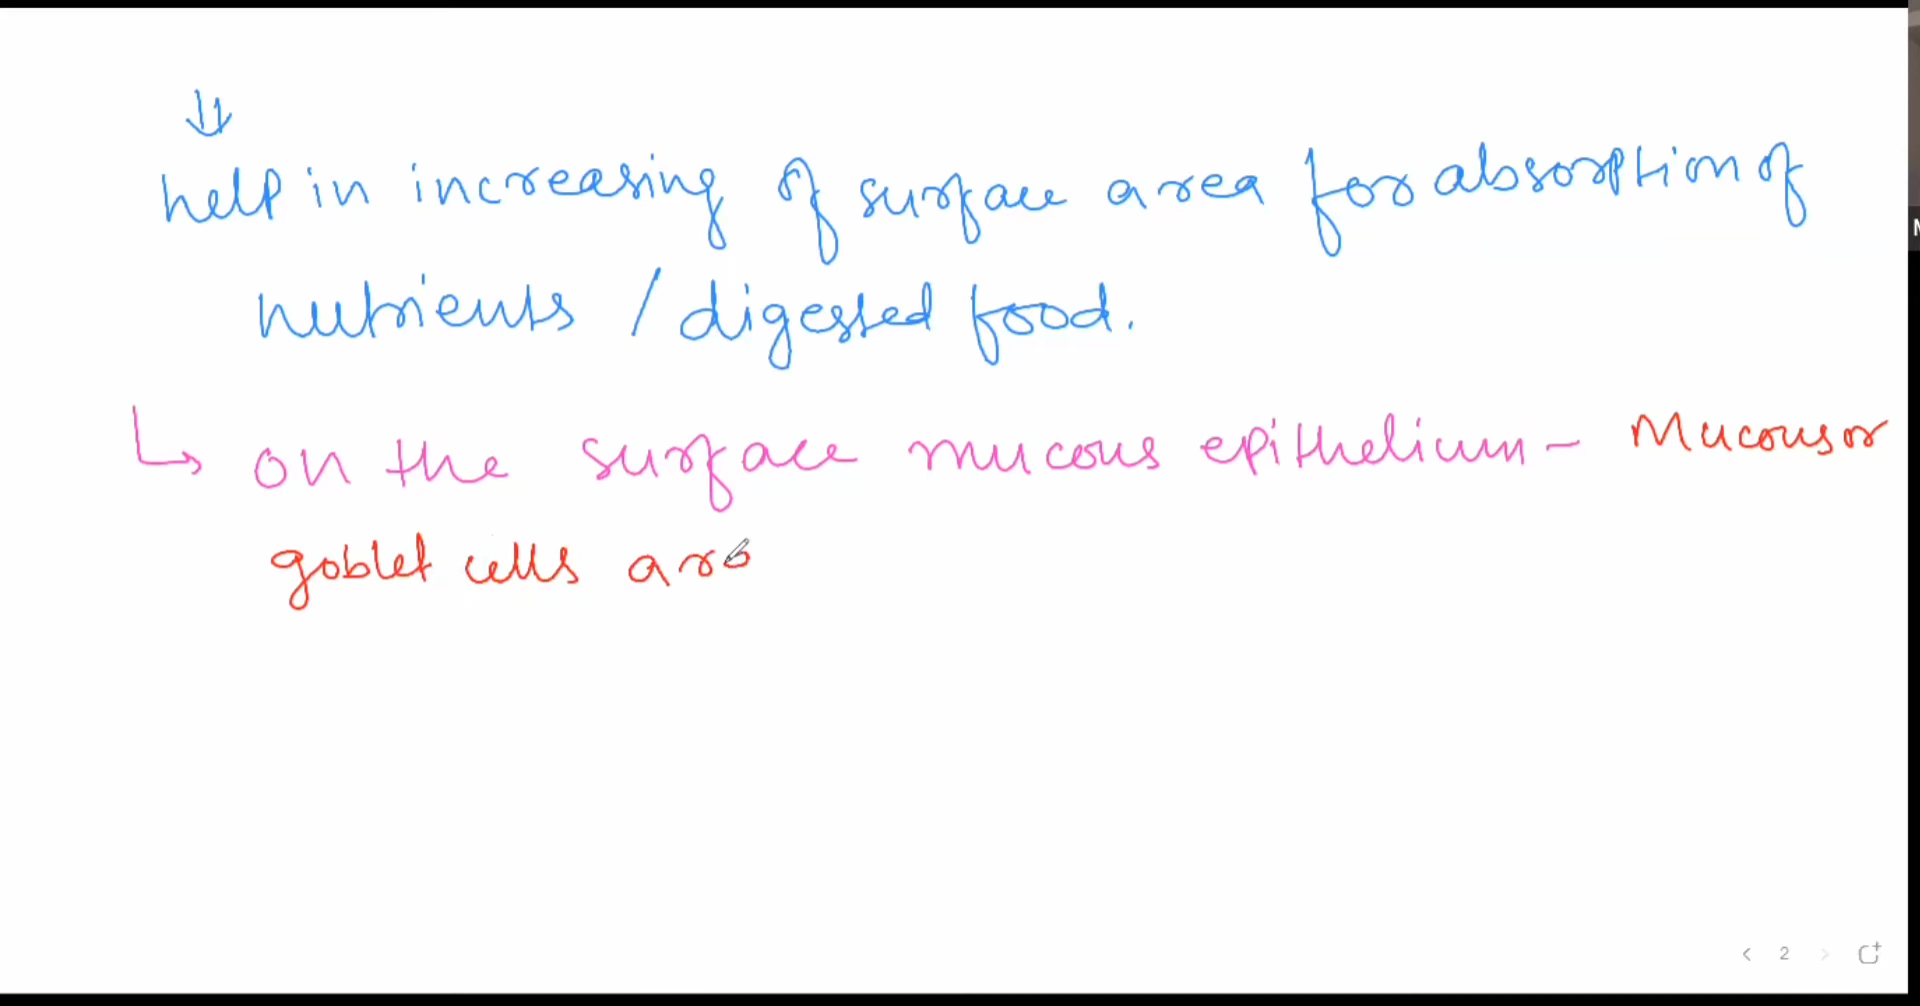 ⇓
help in increasing of surface area for absorption of
nutrients / digested food.
↳ on the surface mucous epithelium – Mucous or
goblet cells are
2